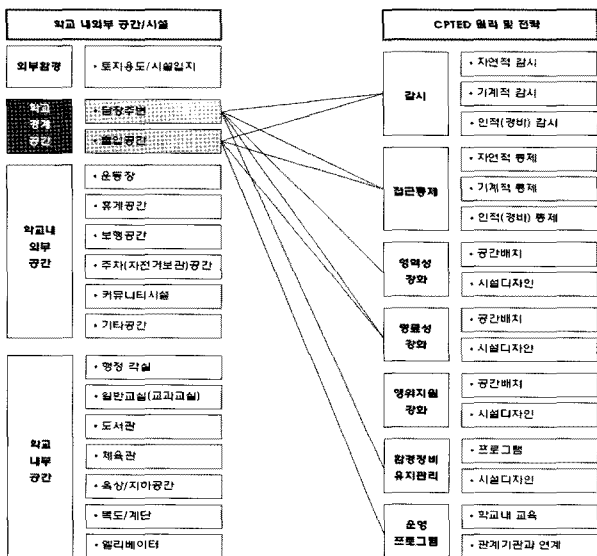 학교 내외부 공간/시설
외부환경
• 토지용도/시설입지
학교
경계
공간
• 담장주변
• 출입공간
학교내
외부
공간
• 운동장
• 휴게공간
• 보행공간
• 주차(자전거보관)공간
• 커뮤니티시설
• 기타공간
학교
내부
공간
• 행정 각실
• 일반교실(교과교실)
• 도서관
• 체육관
• 옥상/지하공간
• 복도/계단
• 엘리베이터
CPTED 원리 및 전략
감시
• 자연적 감시
• 기계적 감시
• 인적(경비) 감시
접근통제
• 자연적 통제
• 기계적 통제
• 인적(경비) 통제
영역성
강화
• 공간배치
• 시설디자인
명료성
강화
• 공간배치
• 시설디자인
행위지원
강화
• 공간배치
• 시설디자인
환경정비
유지관리
• 프로그램
• 시설디자인
운영
프로그램
• 학교내 교육
• 관계기관과 연계